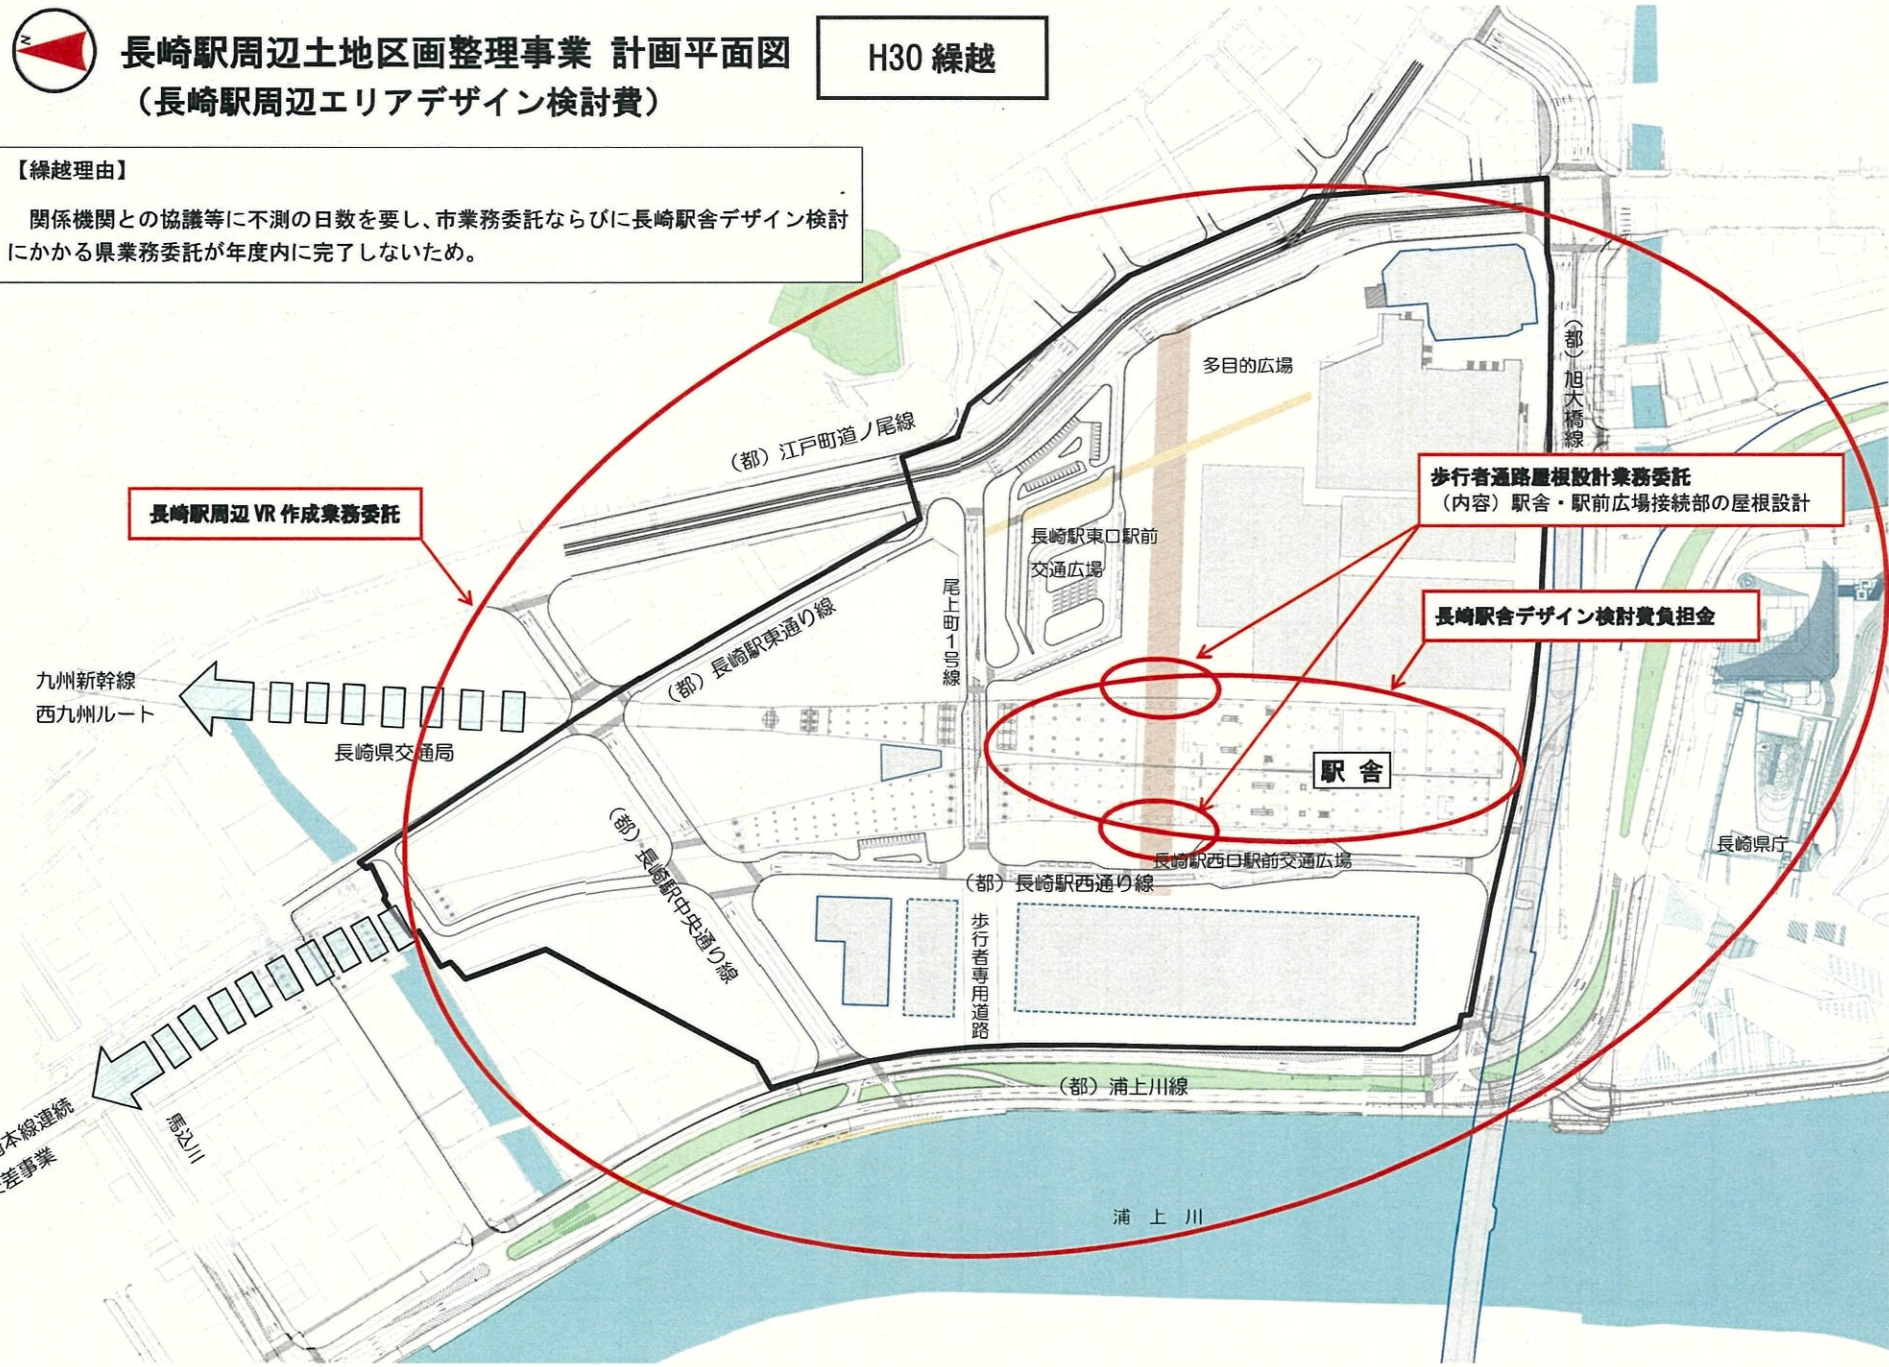 N
長崎駅周辺土地区画整理事業 計画平面図
（長崎駅周辺エリアデザイン検討費）
H30 繰越
【繰越理由】
関係機関との協議等に不測の日数を要し、市業務委託ならびに長崎駅舎デザイン検討
にかかる県業務委託が年度内に完了しないため。
多目的広場
（都）旭大橋線
（都）江戸町道ノ尾線
歩行者通路屋根設計業務委託
（内容）駅舎・駅前広場接続部の屋根設計
長崎駅周辺 VR 作成業務委託
長崎駅東口駅前
交通広場
尾上町1号線
長崎駅舎デザイン検討費負担金
（都）長崎駅東通り線
九州新幹線
西九州ルート
長崎県交通局
駅 舎
（都）長崎駅中央通り線
長崎県庁
長崎駅西口駅前交通広場
（都）長崎駅西通り線
歩行者専用道路
（都）浦上川線
本線連続
差事業
馬込川
浦 上 川